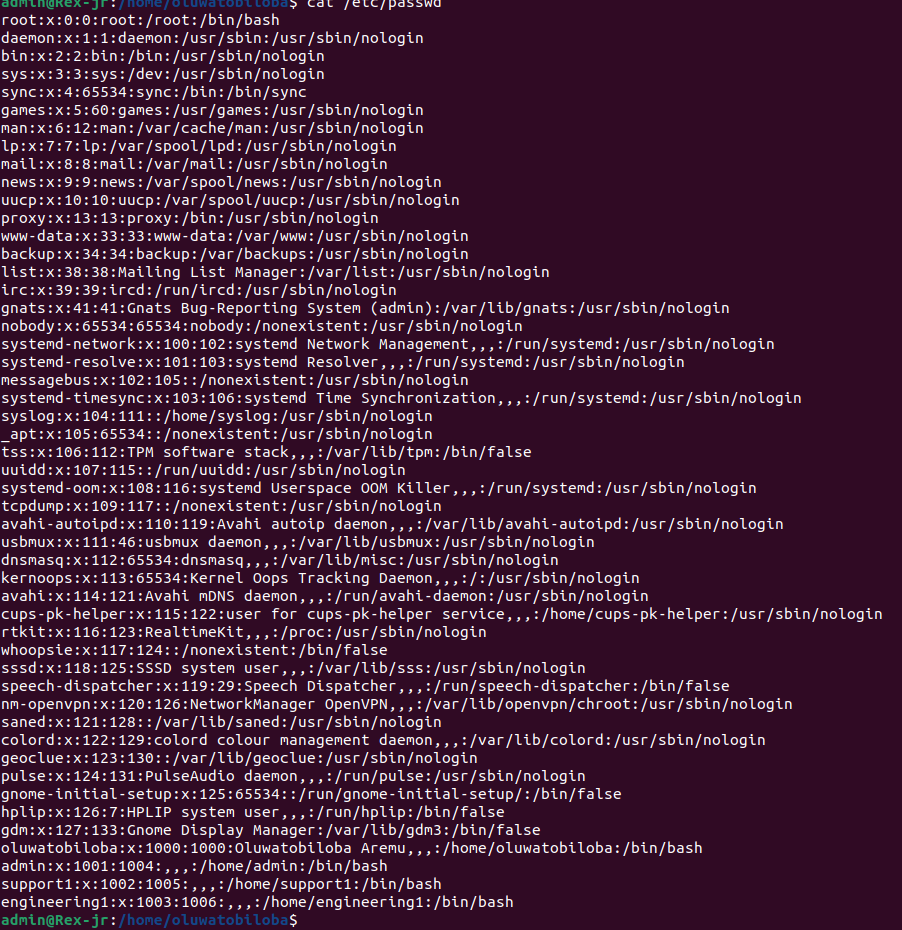 admin@Rex-jr:/home/oluwatobiloba$ cat /etc/passwd
root:x:0:0:root:/root:/bin/bash
daemon:x:1:1:daemon:/usr/sbin:/usr/sbin/nologin
bin:x:2:2:bin:/bin:/usr/sbin/nologin
sys:x:3:3:sys:/dev:/usr/sbin/nologin
sync:x:4:65534:sync:/bin:/bin/sync
games:x:5:60:games:/usr/games:/usr/sbin/nologin
man:x:6:12:man:/var/cache/man:/usr/sbin/nologin
lp:x:7:7:lp:/var/spool/lpd:/usr/sbin/nologin
mail:x:8:8:mail:/var/mail:/usr/sbin/nologin
news:x:9:9:news:/var/spool/news:/usr/sbin/nologin
uucp:x:10:10:uucp:/var/spool/uucp:/usr/sbin/nologin
proxy:x:13:13:proxy:/bin:/usr/sbin/nologin
www-data:x:33:33:www-data:/var/www:/usr/sbin/nologin
backup:x:34:34:backup:/var/backups:/usr/sbin/nologin
list:x:38:38:Mailing List Manager:/var/list:/usr/sbin/nologin
irc:x:39:39:ircd:/run/ircd:/usr/sbin/nologin
gnats:x:41:41:Gnats Bug-Reporting System (admin):/var/lib/gnats:/usr/sbin/nologin
nobody:x:65534:65534:nobody:/nonexistent:/usr/sbin/nologin
systemd-network:x:100:102:systemd Network Management,,,:/run/systemd:/usr/sbin/nologin
systemd-resolve:x:101:103:systemd Resolver,,,:/run/systemd:/usr/sbin/nologin
messagebus:x:102:105::/nonexistent:/usr/sbin/nologin
systemd-timesync:x:103:106:systemd Time Synchronization,,,:/run/systemd:/usr/sbin/nologin
syslog:x:104:111::/home/syslog:/usr/sbin/nologin
_apt:x:105:65534::/nonexistent:/usr/sbin/nologin
tss:x:106:112:TPM software stack,,,:/var/lib/tpm:/bin/false
uuidd:x:107:115::/run/uuidd:/usr/sbin/nologin
systemd-oom:x:108:116:systemd Userspace OOM Killer,,,:/run/systemd:/usr/sbin/nologin
tcpdump:x:109:117::/nonexistent:/usr/sbin/nologin
avahi-autoipd:x:110:119:Avahi autoip daemon,,,:/var/lib/avahi-autoipd:/usr/sbin/nologin
usbmux:x:111:46:usbmux daemon,,,:/var/lib/usbmux:/usr/sbin/nologin
dnsmasq:x:112:65534:dnsmasq,,,:/var/lib/misc:/usr/sbin/nologin
kernoops:x:113:65534:Kernel Oops Tracking Daemon,,,:/:/usr/sbin/nologin
avahi:x:114:121:Avahi mDNS daemon,,,:/run/avahi-daemon:/usr/sbin/nologin
cups-pk-helper:x:115:122:user for cups-pk-helper service,,,:/home/cups-pk-helper:/usr/sbin/nologin
rtkit:x:116:123:RealtimeKit,,,:/proc:/usr/sbin/nologin
whoopsie:x:117:124::/nonexistent:/bin/false
sssd:x:118:125:SSSD system user,,,:/var/lib/sss:/usr/sbin/nologin
speech-dispatcher:x:119:29:Speech Dispatcher,,,:/run/speech-dispatcher:/bin/false
nm-openvpn:x:120:126:NetworkManager OpenVPN,,,:/var/lib/openvpn/chroot:/usr/sbin/nologin
saned:x:121:128::/var/lib/saned:/usr/sbin/nologin
colord:x:122:129:colord colour management daemon,,,:/var/lib/colord:/usr/sbin/nologin
geoclue:x:123:130::/var/lib/geoclue:/usr/sbin/nologin
pulse:x:124:131:PulseAudio daemon,,,:/run/pulse:/usr/sbin/nologin
gnome-initial-setup:x:125:65534::/run/gnome-initial-setup/:/bin/false
hplip:x:126:7:HPLIP system user,,,:/run/hplip:/bin/false
gdm:x:127:133:Gnome Display Manager:/var/lib/gdm3:/bin/false
oluwatobiloba:x:1000:1000:Oluwatobiloba Aremu,,,:/home/oluwatobiloba:/bin/bash
admin:x:1001:1004:,,,:/home/admin:/bin/bash
support1:x:1002:1005:,,,:/home/support1:/bin/bash
engineering1:x:1003:1006:,,,:/home/engineering1:/bin/bash
admin@Rex-jr:/home/oluwatobiloba$